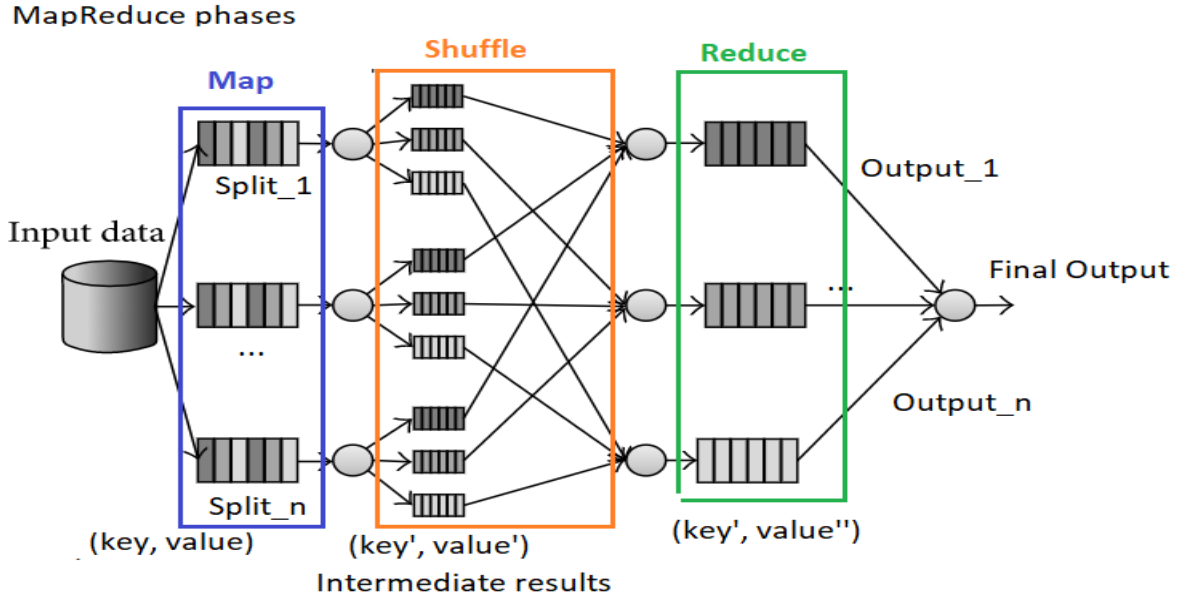 MapReduce phases
Map
Shuffle
Reduce
Input data
Split_1
...
Split_n
Output_1
...
Output_n
Final Output
(key, value)
(key', value')
(key', value'')
Intermediate results